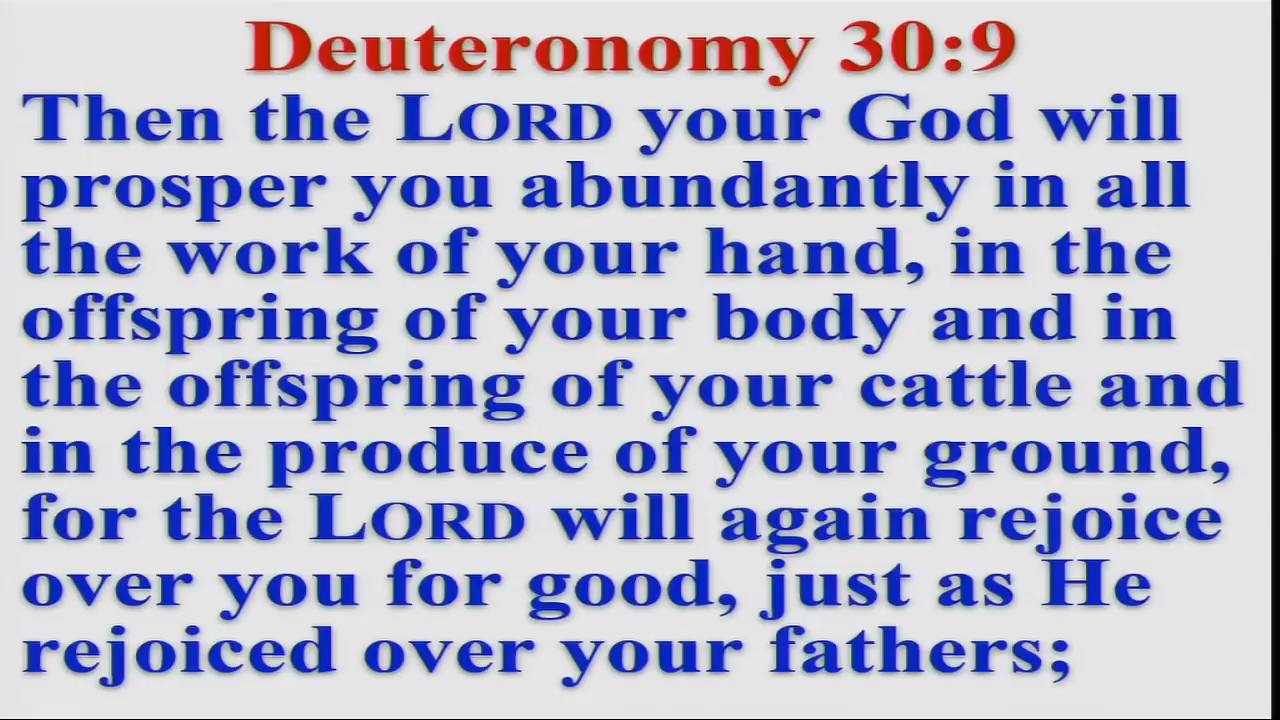 Deuteronomy 30:9
Then the LORD your God will
prosper you abundantly in all
the work of your hand, in the
offspring of your body and in
the offspring of your cattle and
in the produce of your ground,
for the LORD will again rejoice
over you for good, just as He
rejoiced over your fathers;